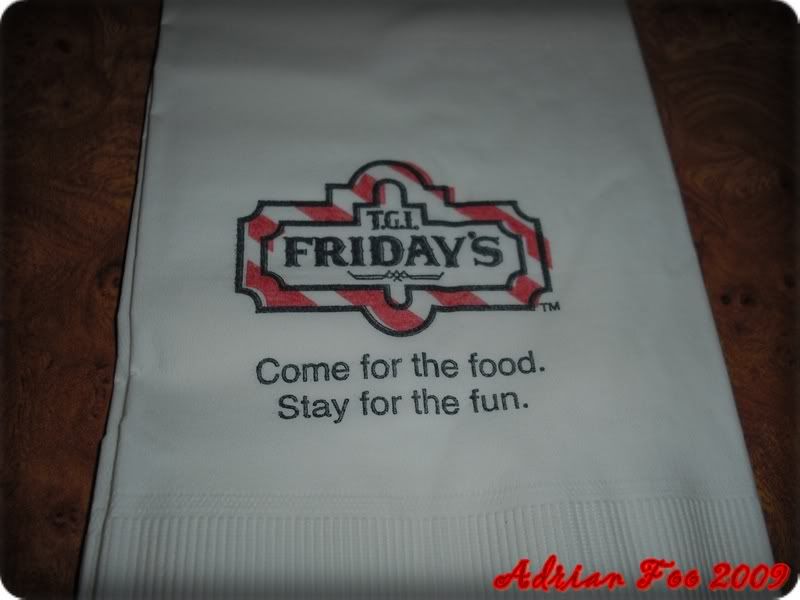 T.G.I.
FRIDAY'S
TM
Come for the food.
Stay for the fun.
Adrian Foo 2009